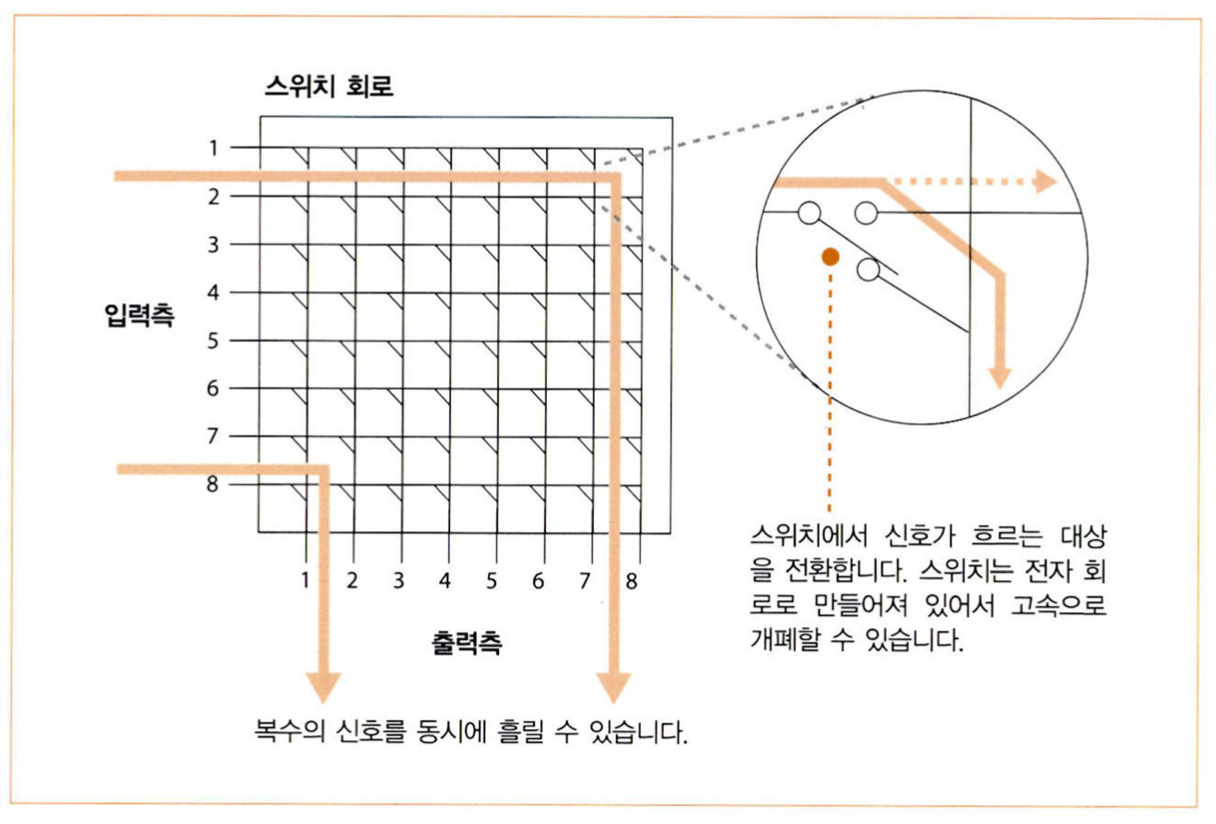 스위치 회로
1
2
3
4
5
6
7
8
입력측
1 2 3 4 5 6 7 8
출력측
복수의 신호를 동시에 흘릴 수 있습니다.
스위치에서 신호가 흐르는 대상
을 전환합니다. 스위치는 전자 회
로로 만들어져 있어서 고속으로
개폐할 수 있습니다.